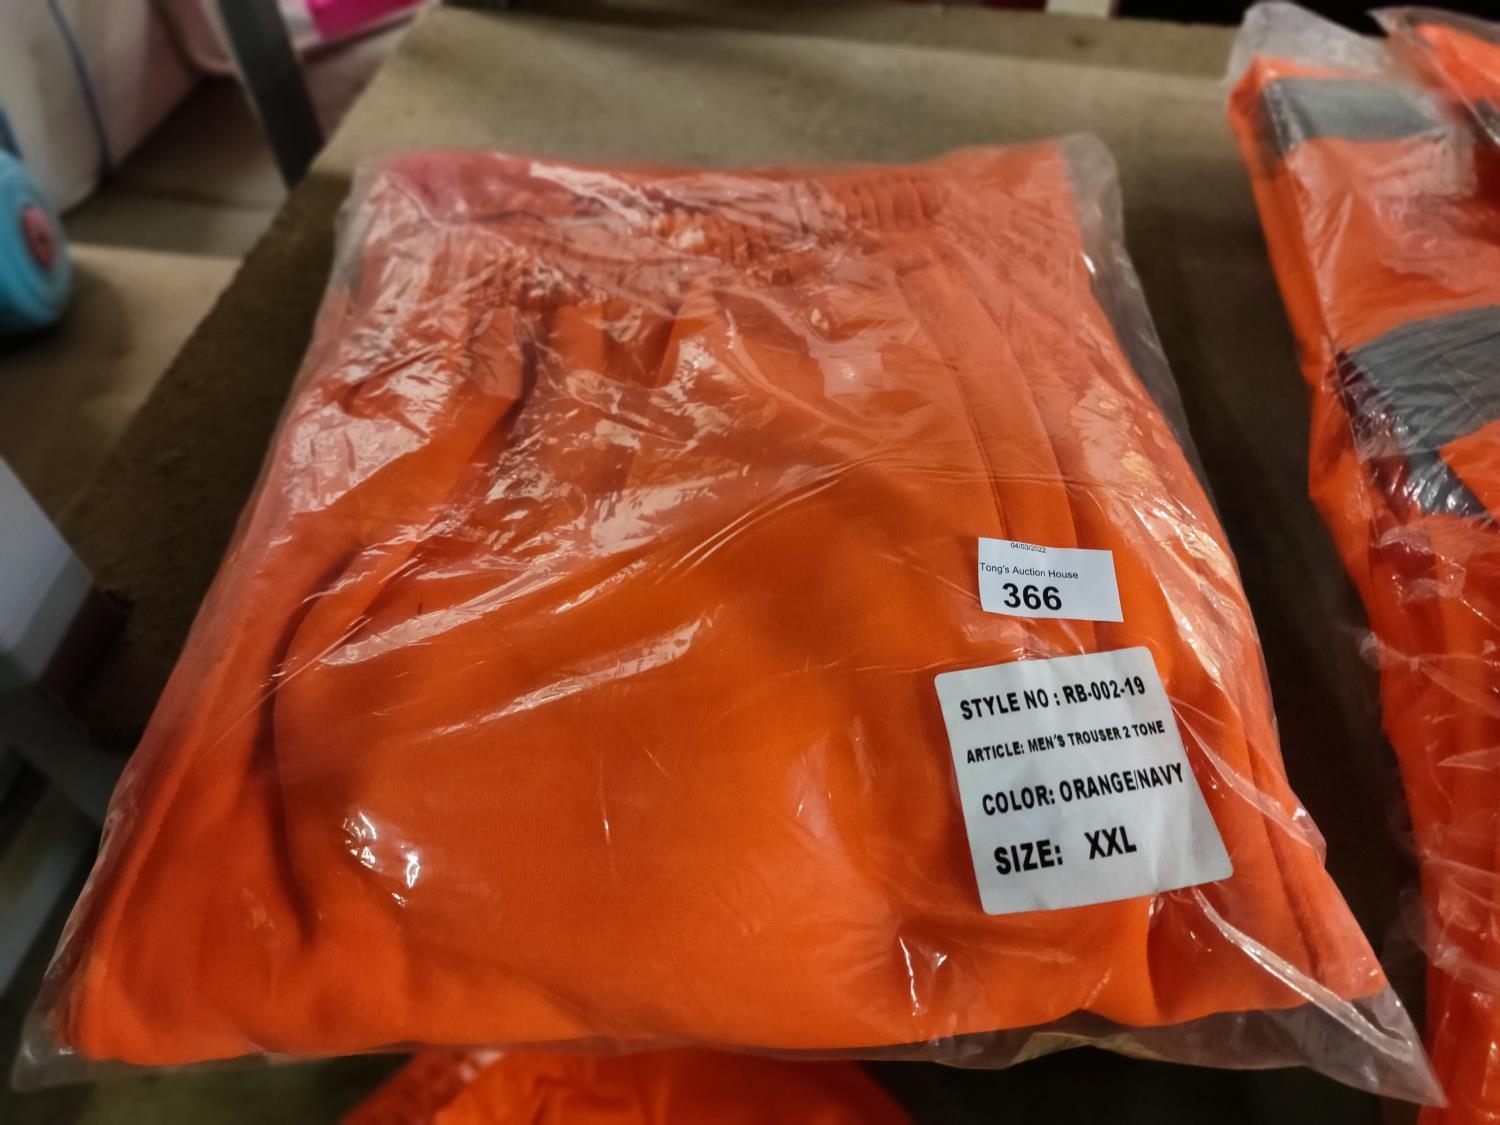 04/03/2022
Tong's Auction House
366
STYLE NO : RB-002-19
ARTICLE: MEN'S TROUSER 2 TONE
COLOR: ORANGE/NAVY
SIZE: XXL